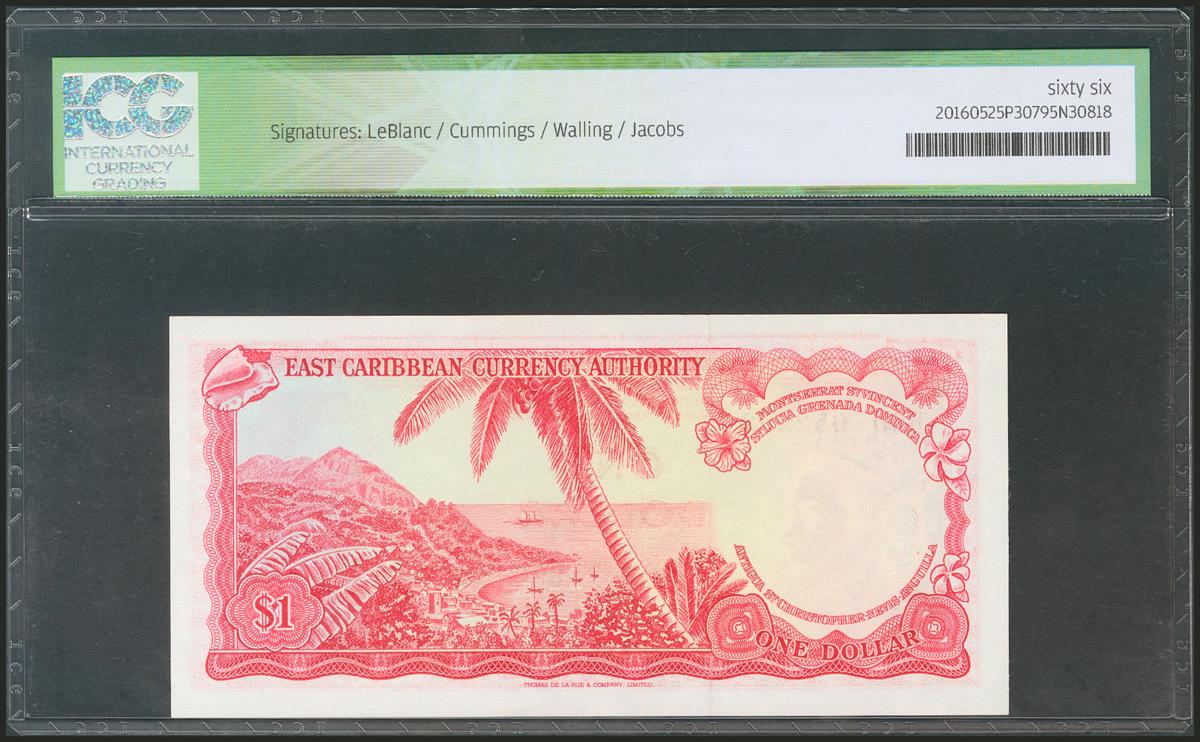 ICG
INTERNATIONAL
CURRENCY
GRADING
Signatures: LeBlanc / Cummings / Walling / Jacobs
sixty six
20160525P30795N30818
EAST CARIBBEAN CURRENCY AUTHORITY
MONTSERRAT ST VINCENT
ST LUCIA GRENADA DOMINICA
ANTIGUA ST CHRISTOPHER-NEVIS-ANGUILLA
$1
ONE DOLLAR
THOMAS DE LA RUE & COMPANY, LIMITED.